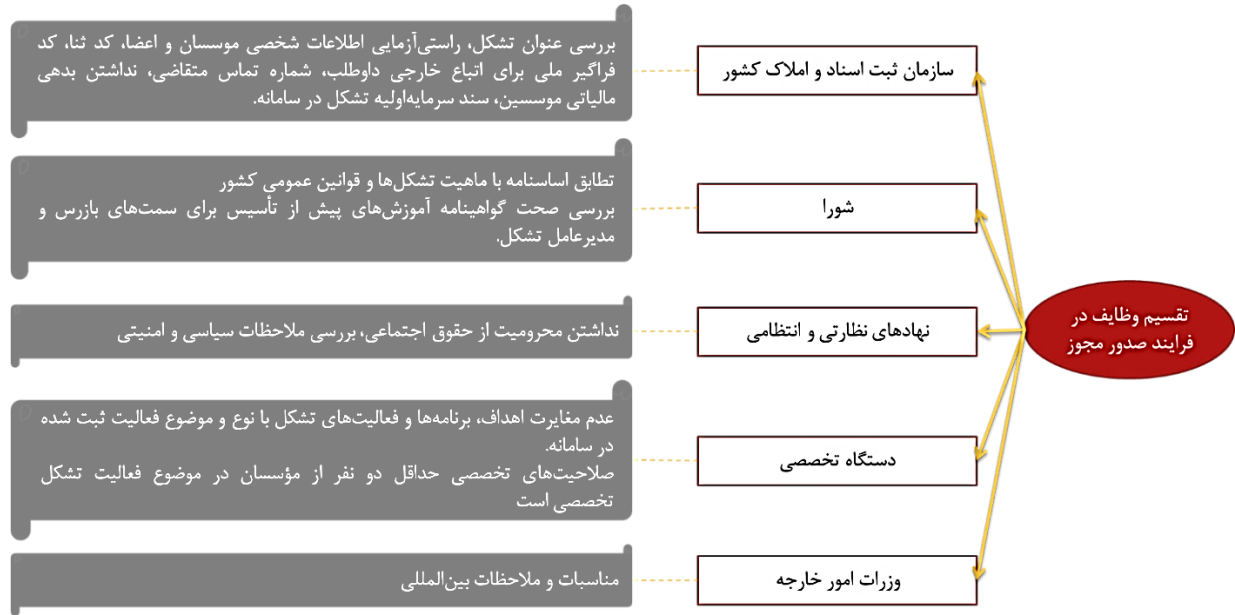 تقسیم وظایف در
فرایند صدور مجوز
سازمان ثبت اسناد و املاک کشور
بررسی عنوان تشکل، راستی‌آزمایی اطلاعات شخصی موسسان و اعضا، کد ثنا، کد
فراگیر ملی برای اتباع خارجی داوطلب، شماره تماس متقاضی، نداشتن بدهی
مالیاتی موسسین، سند سرمایه‌اولیه تشکل در سامانه.
شورا
تطابق اساسنامه با ماهیت تشکل‌ها و قوانین عمومی کشور
بررسی صحت گواهینامه آموزش‌های پیش از تأسیس برای سمت‌های بازرس و
مدیرعامل تشکل.
نهادهای نظارتی و انتظامی
نداشتن محرومیت از حقوق اجتماعی، بررسی ملاحظات سیاسی و امنیتی
دستگاه تخصصی
عدم مغایرت اهداف، برنامه‌ها و فعالیت‌های تشکل با نوع و موضوع فعالیت ثبت شده
در سامانه.
صلاحیت‌های تخصصی حداقل دو نفر از مؤسسان در موضوع فعالیت تشکل
تخصصی است
وزرات امور خارجه
مناسبات و ملاحظات بین‌المللی